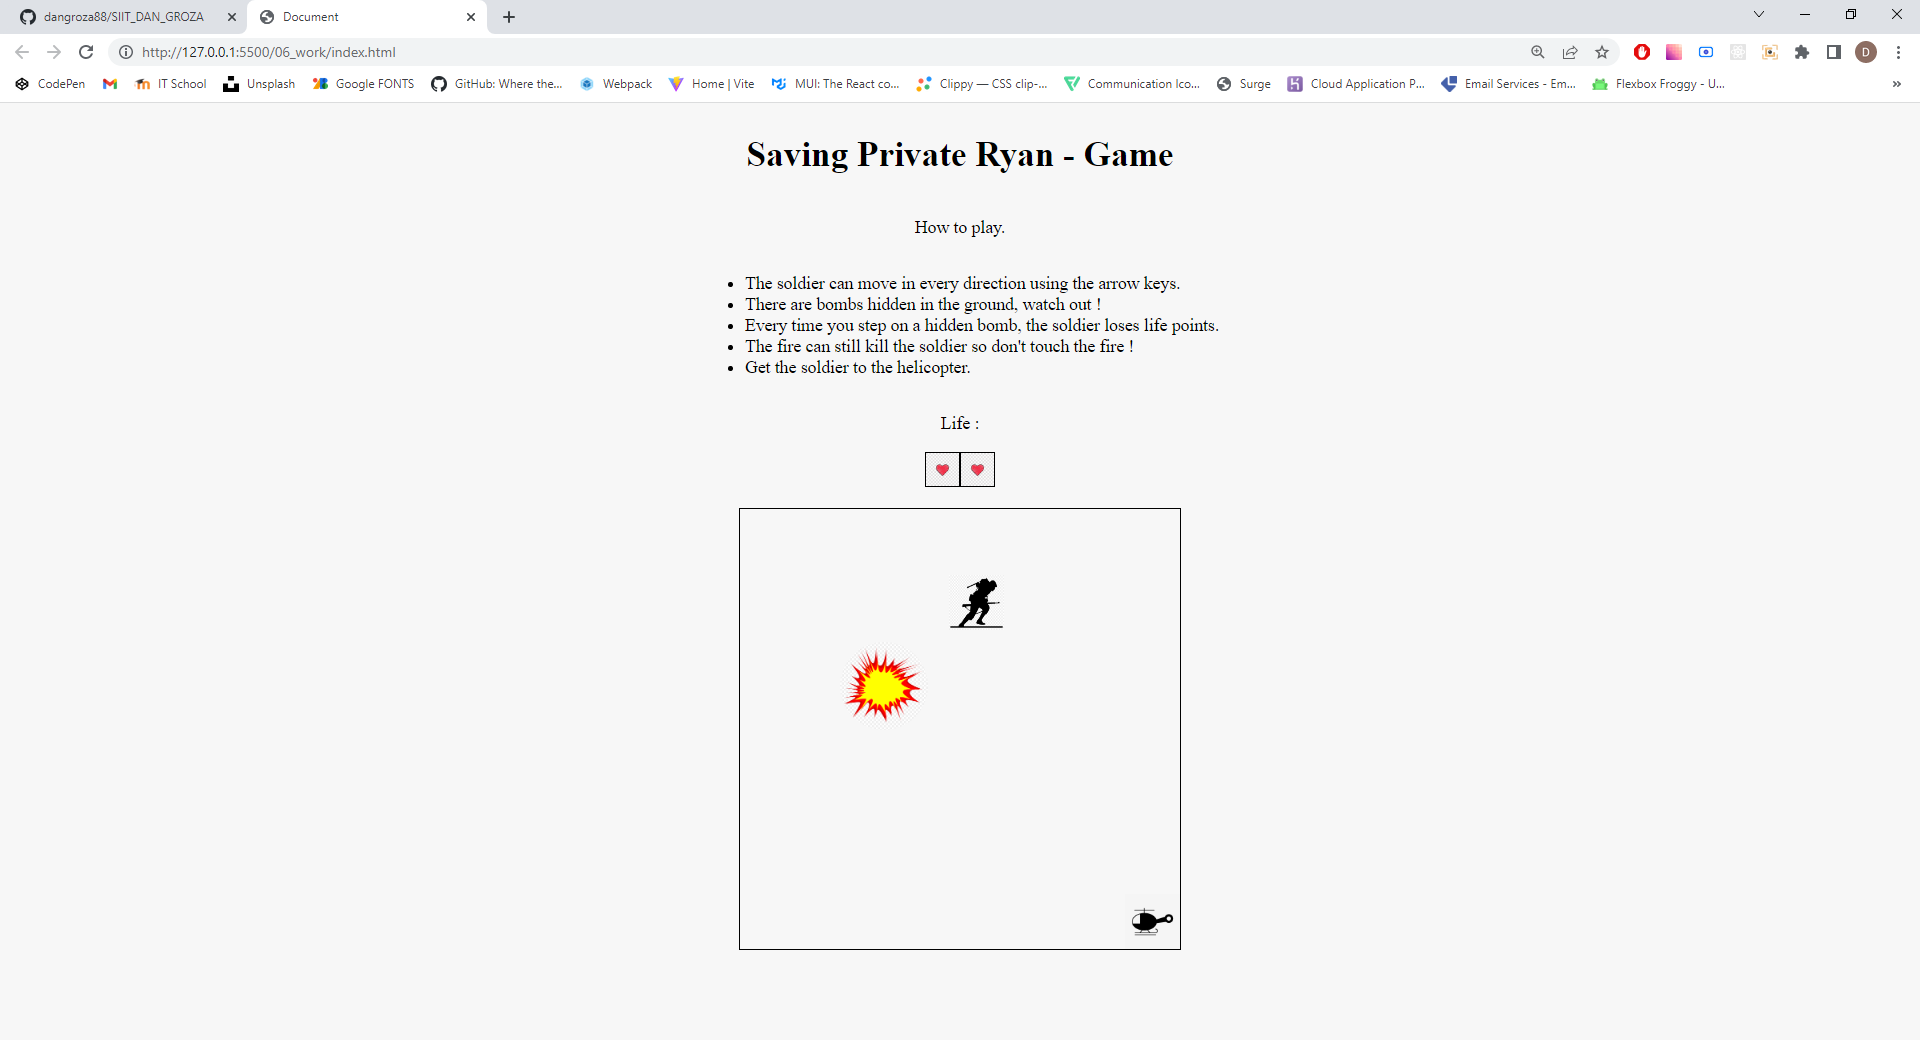 dangroza88/SIIT_DAN_GROZA
Document
http://127.0.0.1:5500/06_work/index.html
D
CodePen
IT School
Unsplash
Google FONTS
GitHub: Where the...
Webpack
Home | Vite
MUI: The React co...
Clippy — CSS clip-...
Communication Ico...
Surge
Cloud Application P...
Email Services - Em...
Flexbox Froggy - U...
Saving Private Ryan - Game
How to play.
The soldier can move in every direction using the arrow keys.
There are bombs hidden in the ground, watch out !
Every time you step on a hidden bomb, the soldier loses life points.
The fire can still kill the soldier so don't touch the fire !
Get the soldier to the helicopter.
Life :